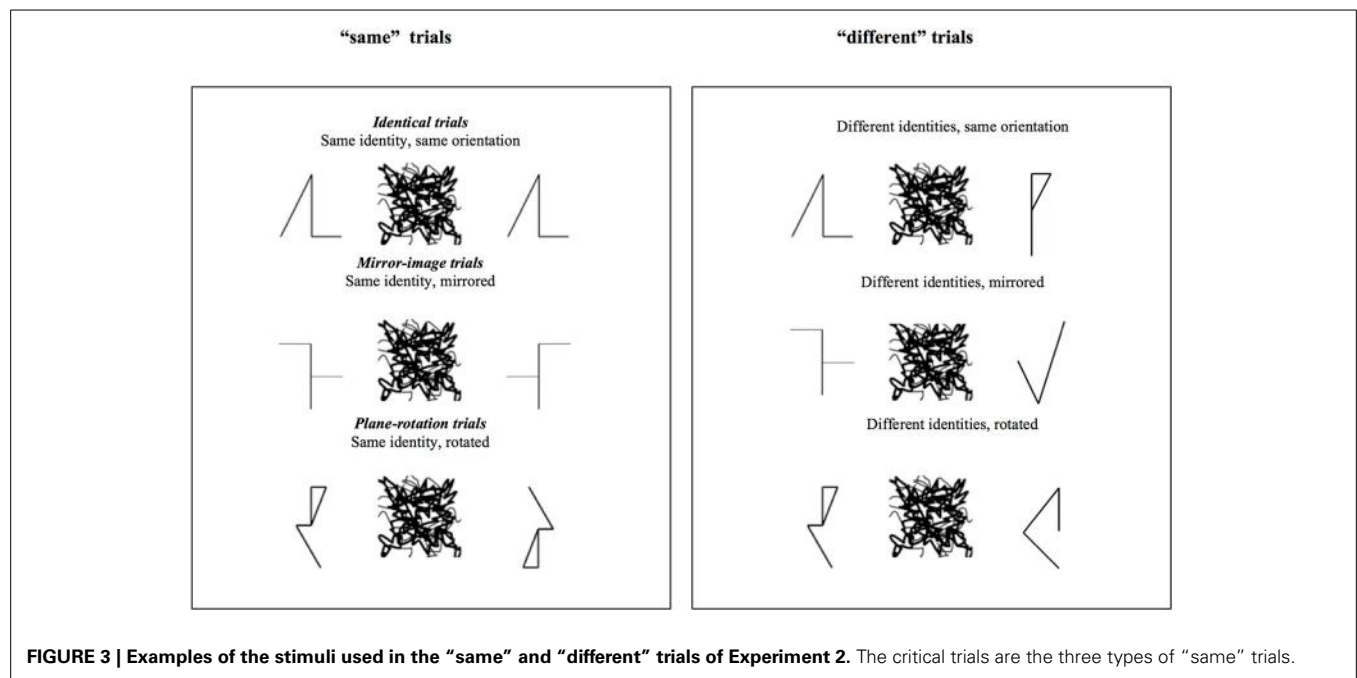 “same” trials
“different” trials
Identical trials
Same identity, same orientation
Mirror-image trials
Same identity, mirrored
Plane-rotation trials
Same identity, rotated
Different identities, same orientation
Different identities, mirrored
Different identities, rotated
FIGURE 3 | Examples of the stimuli used in the “same” and “different” trials of Experiment 2. The critical trials are the three types of “same” trials.